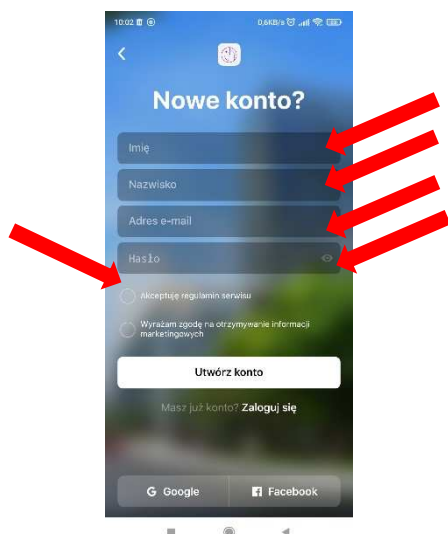 10:02
0,6KB/s
Nowe konto?
Imię
Nazwisko
Adres e-mail
Hasło
Akceptuję regulamin serwisu
Wyrażam zgodę na otrzymywanie informacji
marketingowych
Utwórz konto
Masz już konto? Zaloguj się
G Google
Facebook